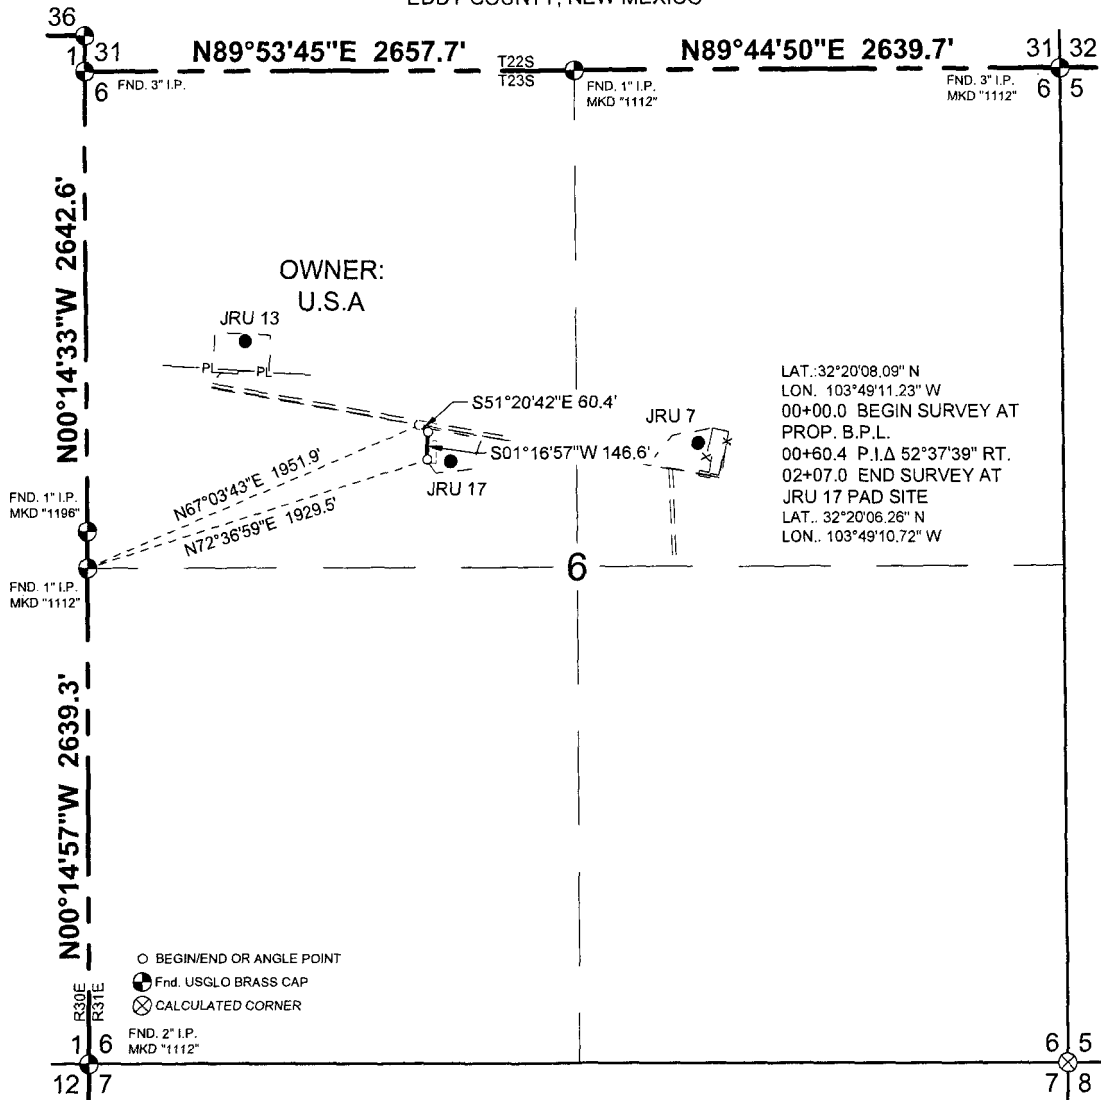 EDDY COUNTY, NEW MEXICO
36
1 31
6
N89°53'45"E 2657.7'
T22S
T23S
N89°44'50"E 2639.7'
31 32
6 5
FND. 3" I.P.
FND. 1" I.P.
MKD "1112"
FND. 3" I.P.
MKD "1112"
N00°14'33"W 2642.6'
OWNER:
U.S.A
JRU 13
PL PL
S51°20'42"E 60.4'
JRU 7
S01°16'57"W 146.6'
JRU 17
N67°03'43"E 1951.9'
N72°36'59"E 1929.5'
LAT.:32°20'08.09" N
LON. 103°49'11.23" W
00+00.0 BEGIN SURVEY AT
PROP. B.P.L.
00+60.4 P.I.Δ 52°37'39" RT.
02+07.0 END SURVEY AT
JRU 17 PAD SITE
LAT.. 32°20'06.26" N
LON.. 103°49'10.72" W
FND. 1" I.P.
MKD "1196"
FND. 1" I.P.
MKD "1112"
6
N00°14'57"W 2639.3'
BEGIN/END OR ANGLE POINT
Fnd. USGLO BRASS CAP
CALCULATED CORNER
R30E
R31E
FND. 2" I.P.
MKD "1112"
1 6
12 7
6 5
7 8